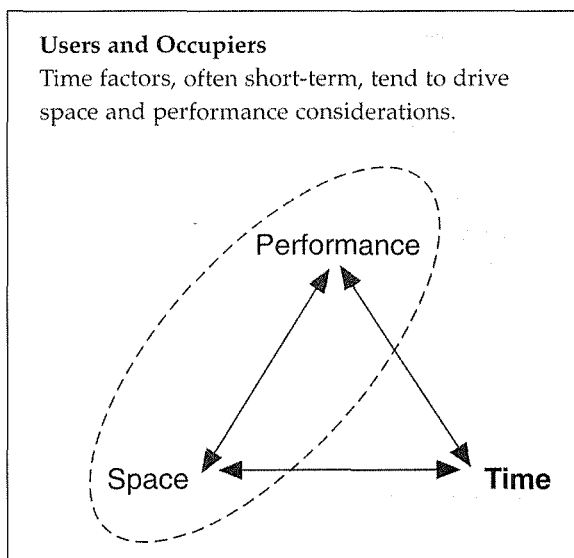 Users and Occupiers
Time factors, often short-term, tend to drive
space and performance considerations.
Performance
Space
Time